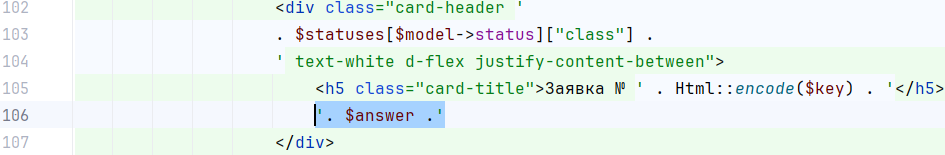 102 <div class="card-header '
103 . $statuses[$model->status]["class"] .
104 ' text-white d-flex justify-content-between">
105 <h5 class="card-title">Заявка № ' . Html::encode($key) . '</h5>
106 '. $answer .'
107 </div>